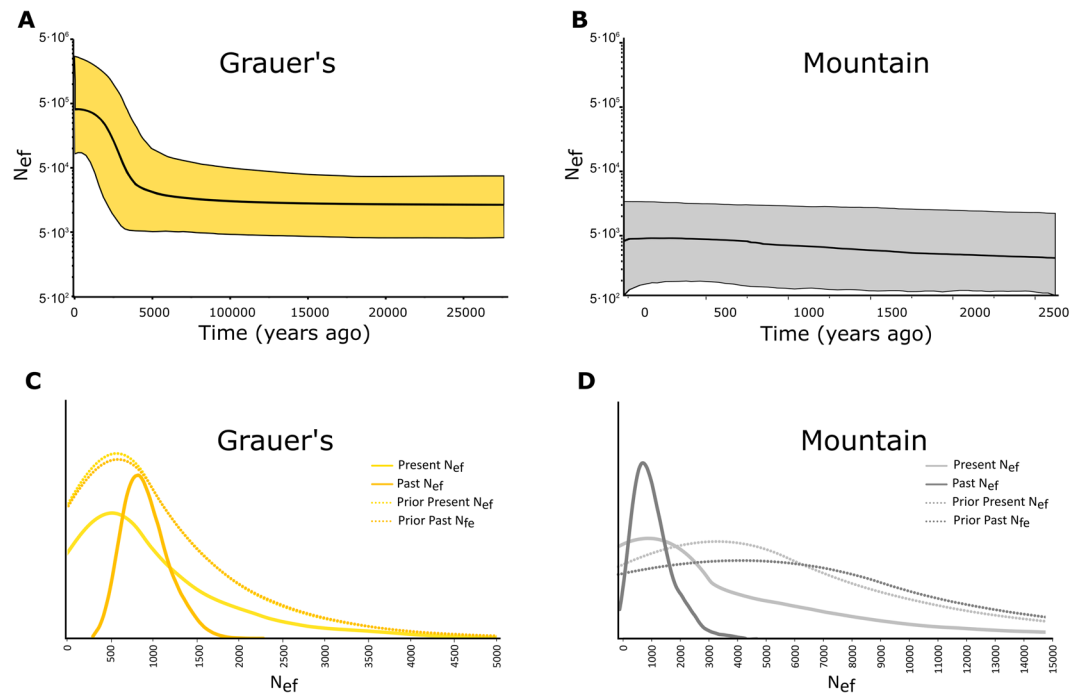 A
Grauer's
5·10⁶
5·10⁵
5·10⁴
5·10³
5·10²
Nef
0 5000 100000 15000 20000 25000
Time (years ago)
B
Mountain
5·10⁶
5·10⁵
5·10⁴
5·10³
5·10²
Nef
0 500 1000 1500 2000 2500
Time (years ago)
C
Grauer's
Present Nef
Past Nef
Prior Present Nef
Prior Past Nfe
0 500 1000 1500 2000 2500 3000 3500 4000 4500 5000
Nef
D
Mountain
Present Nef
Past Nef
Prior Present Nef
Prior Past Nfe
0 1000 2000 3000 4000 5000 6000 7000 8000 9000 10000 11000 12000 13000 14000 15000
Nef